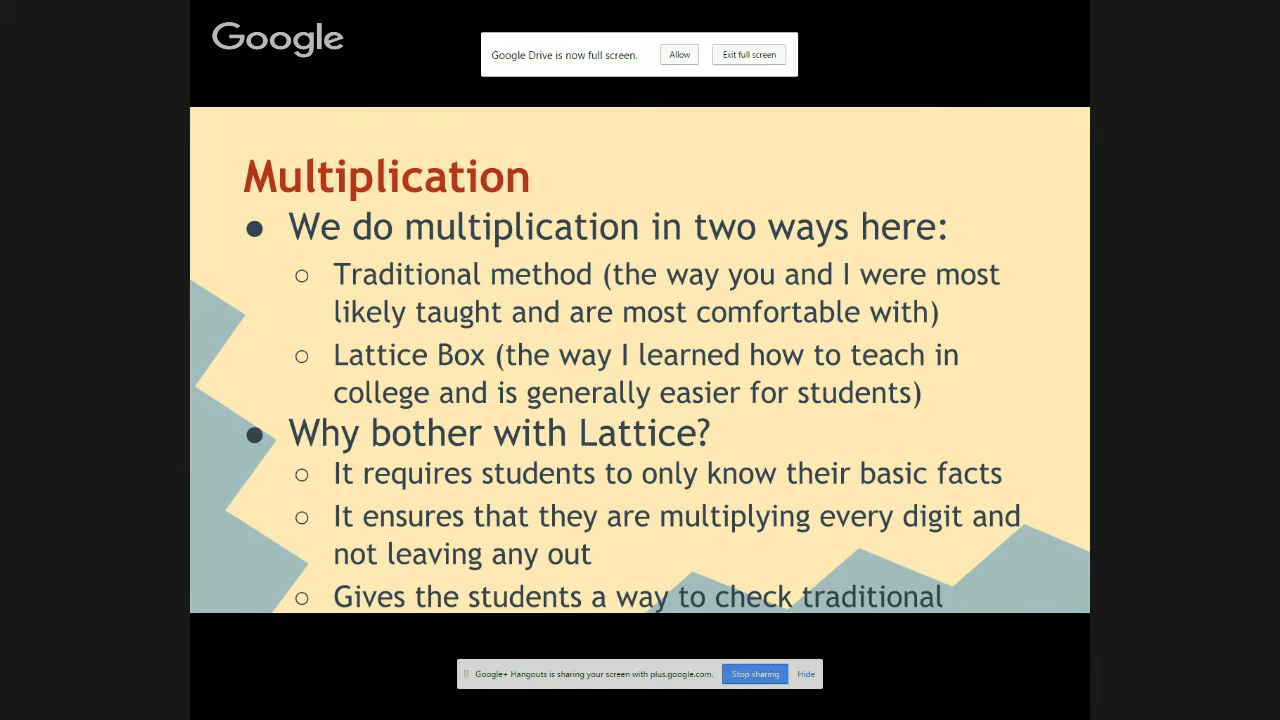 Google
Google Drive is now full screen. Allow Exit full screen
Multiplication
● We do multiplication in two ways here:
○ Traditional method (the way you and I were most
likely taught and are most comfortable with)
○ Lattice Box (the way I learned how to teach in
college and is generally easier for students)
● Why bother with Lattice?
○ It requires students to only know their basic facts
○ It ensures that they are multiplying every digit and
not leaving any out
○ Gives the students a way to check traditional
Google+ Hangouts is sharing your screen with plus.google.com. Stop sharing Hide